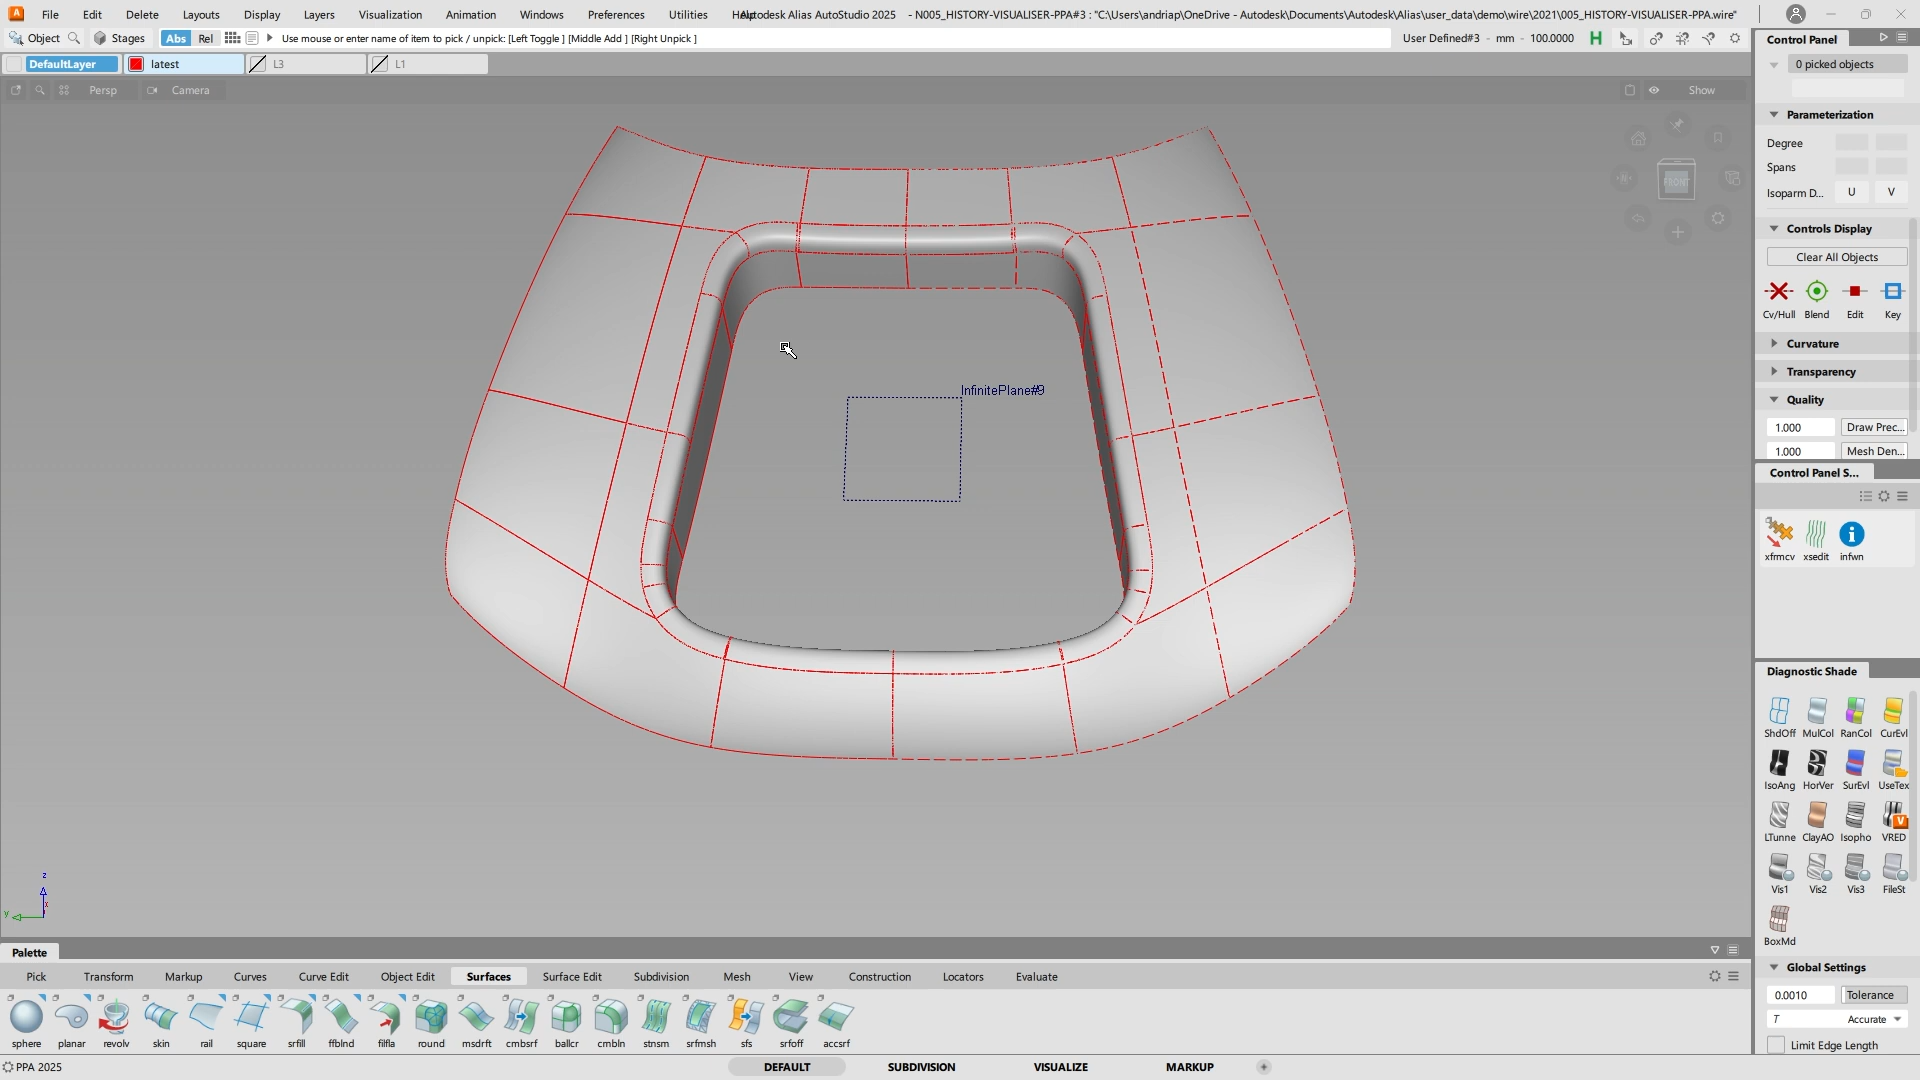 File Edit Delete Layouts Display Layers Visualization Animation Windows Preferences Utilities Autodesk Alias AutoStudio 2025 - N005_HISTORY-VISUALISER-PPA#3 : "C:\Users\andriap\OneDrive - Autodesk\Documents\Autodesk\Alias\user_data\demo\wire\2021\005_HISTORY-VISUALISER-PPA.wire"
Object Stages Abs Rel Use mouse or enter name of item to pick / unpick: [Left Toggle ] [Middle Add ] [Right Unpick ] User Defined#3 - mm - 100.0000 H
DefaultLayer latest L3 L1
Persp Camera Show
FRONT
InfinitePlane#9
z
y
Control Panel
0 picked objects
Parameterization
Degree
Spans
Isoparm D... U V
Controls Display
Clear All Objects
Cv/Hull Blend Edit Key
Curvature
Transparency
Quality
1.000 Draw Prec...
1.000 Mesh Den...
Control Panel S...
xfrmcv xsedit infwn
Diagnostic Shade
ShdOff MulCol RanCol CurEvl
IsoAng HorVer SurEvl UseTex
LTunne ClayAO Isopho VRED
Vis1 Vis2 Vis3 FileSt
BoxMd
Global Settings
0.0010 Tolerance
T Accurate
Limit Edge Length
Palette
Pick Transform Markup Curves Curve Edit Object Edit Surfaces Surface Edit Subdivision Mesh View Construction Locators Evaluate
sphere planar revolv skin rail square srfill ffblnd filfla round msdrft cmbsrf ballcr cmbln stnsm srfmsh sfs srfoff accsrf
PPA 2025 DEFAULT SUBDIVISION VISUALIZE MARKUP